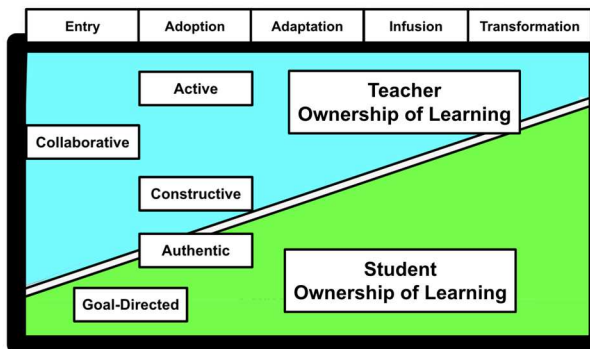 Entry Adoption Adaptation Infusion Transformation
Active
Teacher
Ownership of Learning
Collaborative
Constructive
Authentic
Student
Ownership of Learning
Goal-Directed